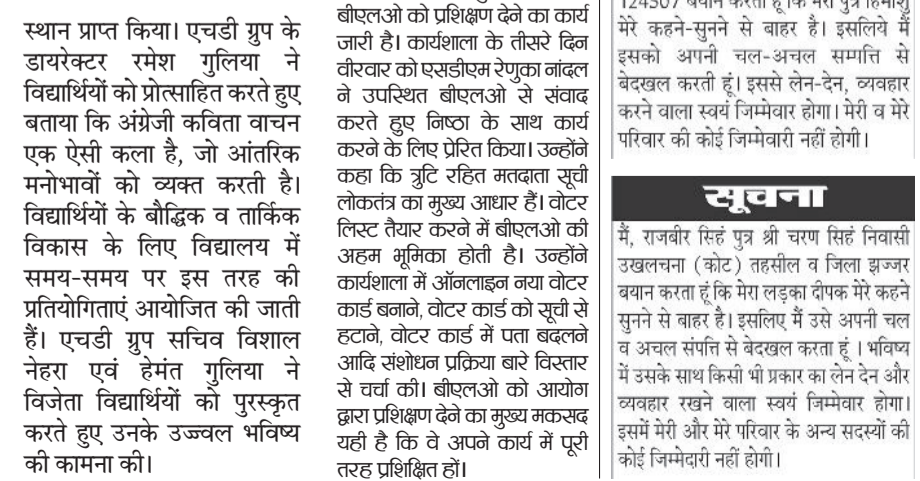 स्थान प्राप्त किया। एचडी ग्रुप के
डायरेक्टर रमेश गुलिया ने
विद्यार्थियों को प्रोत्साहित करते हुए
बताया कि अंग्रेजी कविता वाचन
एक ऐसी कला है, जो आंतरिक
मनोभावों को व्यक्त करती है।
विद्यार्थियों के बौद्धिक व तार्किक
विकास के लिए विद्यालय में
समय-समय पर इस तरह की
प्रतियोगिताएं आयोजित की जाती
हैं। एचडी ग्रुप सचिव विशाल
नेहरा एवं हेमंत गुलिया ने
विजेता विद्यार्थियों को पुरस्कृत
करते हुए उनके उज्ज्वल भविष्य
की कामना की।
बीएलओ को प्रशिक्षण देने का कार्य
जारी है। कार्यशाला के तीसरे दिन
वीरवार को एसडीएम रेणुका नांदल
ने उपस्थित बीएलओ से संवाद
करते हुए निष्ठा के साथ कार्य
करने के लिए प्रेरित किया। उन्होंने
कहा कि त्रुटि रहित मतदाता सूची
लोकतंत्र का मुख्य आधार हैं। वोटर
लिस्ट तैयार करने में बीएलओ की
अहम भूमिका होती है। उन्होंने
कार्यशाला में ऑनलाइन नया वोटर
कार्ड बनाने, वोटर कार्ड को सूची से
हटाने, वोटर कार्ड में पता बदलने
आदि संशोधन प्रक्रिया बारे विस्तार
से चर्चा की। बीएलओ को आयोग
द्वारा प्रशिक्षण देने का मुख्य मकसद
यही है कि वे अपने कार्य में पूरी
तरह प्रशिक्षित हों।
124507 बयान करती हूं कि मेरा पुत्र हिमांशु
मेरे कहने-सुनने से बाहर है। इसलिये मैं
इसको अपनी चल-अचल सम्पत्ति से
बेदखल करती हूं। इससे लेन-देन, व्यवहार
करने वाला स्वयं जिम्मेवार होगा। मेरी व मेरे
परिवार की कोई जिम्मेवारी नहीं होगी।
सूचना
मैं, राजबीर सिहं पुत्र श्री चरण सिहं निवासी
उखलचना (कोट) तहसील व जिला झज्जर
बयान करता हूं कि मेरा लड़का दीपक मेरे कहने
सुनने से बाहर है। इसलिए मैं उसे अपनी चल
व अचल संपत्ति से बेदखल करता हूं । भविष्य
में उसके साथ किसी भी प्रकार का लेन देन और
व्यवहार रखने वाला स्वयं जिम्मेवार होगा।
इसमें मेरी और मेरे परिवार के अन्य सदस्यों की
कोई जिम्मेदारी नहीं होगी।